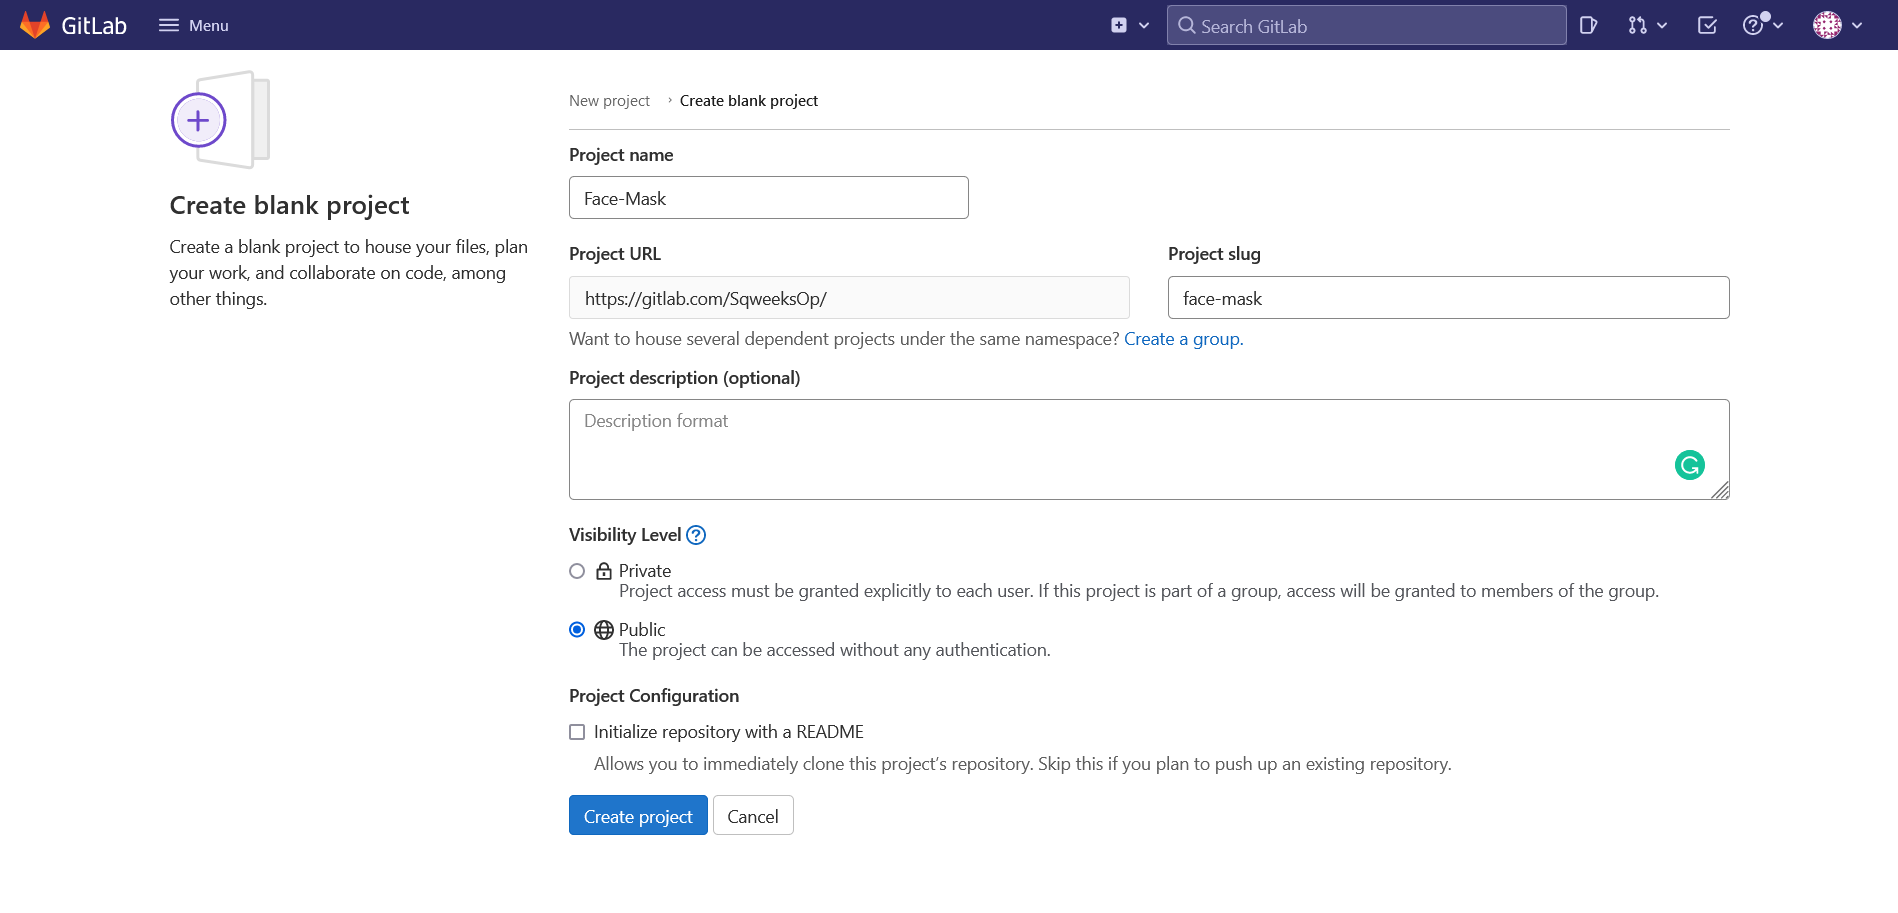 GitLab
Menu
Search GitLab
New project › Create blank project
Create blank project
Create a blank project to house your files, plan
your work, and collaborate on code, among
other things.
Project name
Face-Mask
Project URL
Project slug
https://gitlab.com/SqweeksOp/
face-mask
Want to house several dependent projects under the same namespace? Create a group.
Project description (optional)
Description format
Visibility Level
Private
Project access must be granted explicitly to each user. If this project is part of a group, access will be granted to members of the group.
Public
The project can be accessed without any authentication.
Project Configuration
Initialize repository with a README
Allows you to immediately clone this project’s repository. Skip this if you plan to push up an existing repository.
Create project
Cancel